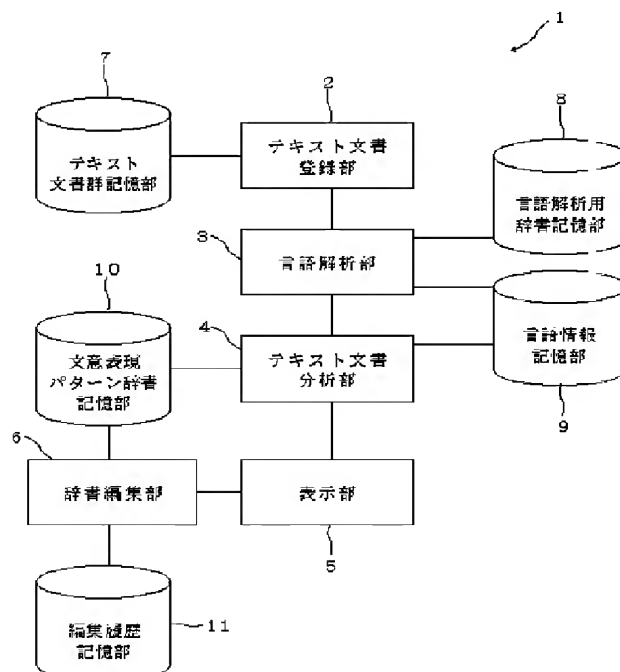 1
7
2
8
テキスト
文書群記憶部
テキスト文書
登録部
言語解析用
辞書記憶部
3
言語解析部
10
4
文意表現
パターン辞書
記憶部
テキスト文書
分析部
言語情報
記憶部
9
6
辞書編集部
表示部
5
編集履歴
記憶部
11